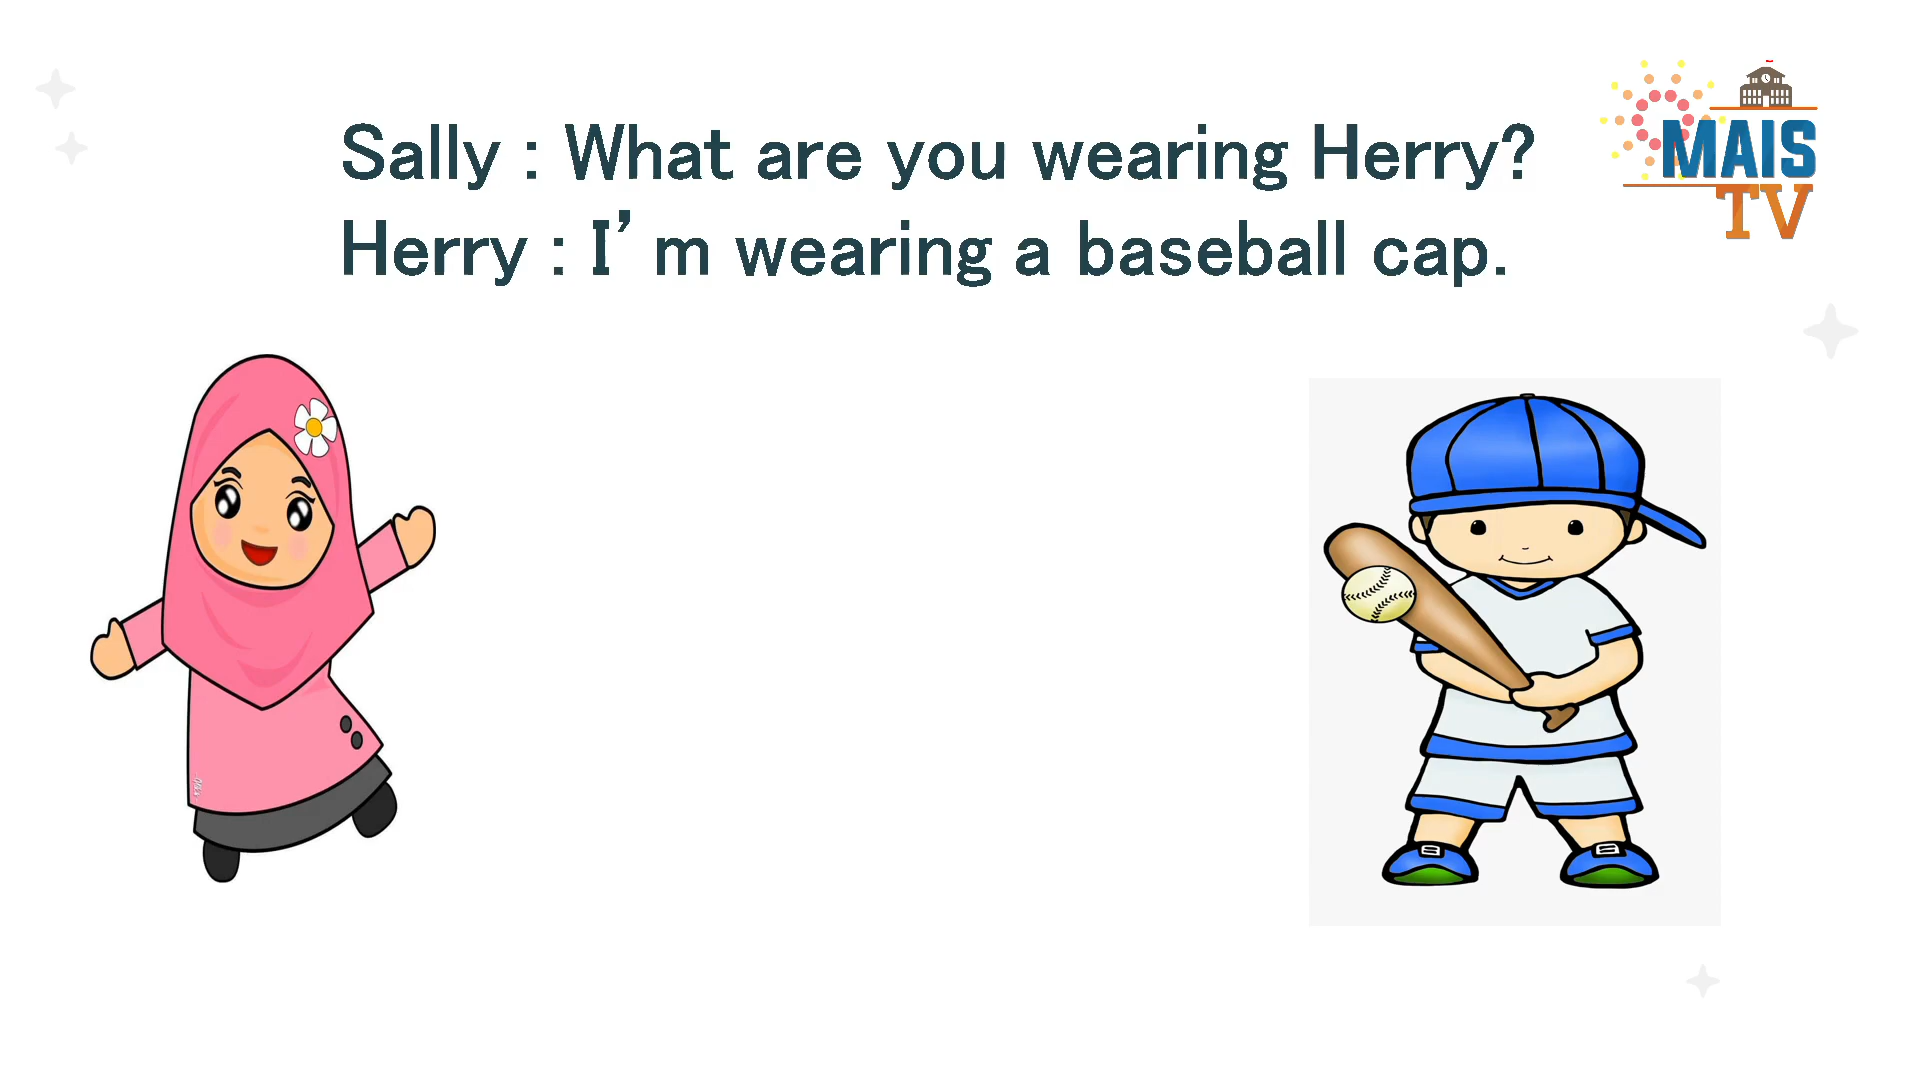 Sally : What are you wearing Herry?
Herry : I’m wearing a baseball cap.
MAIS
TV